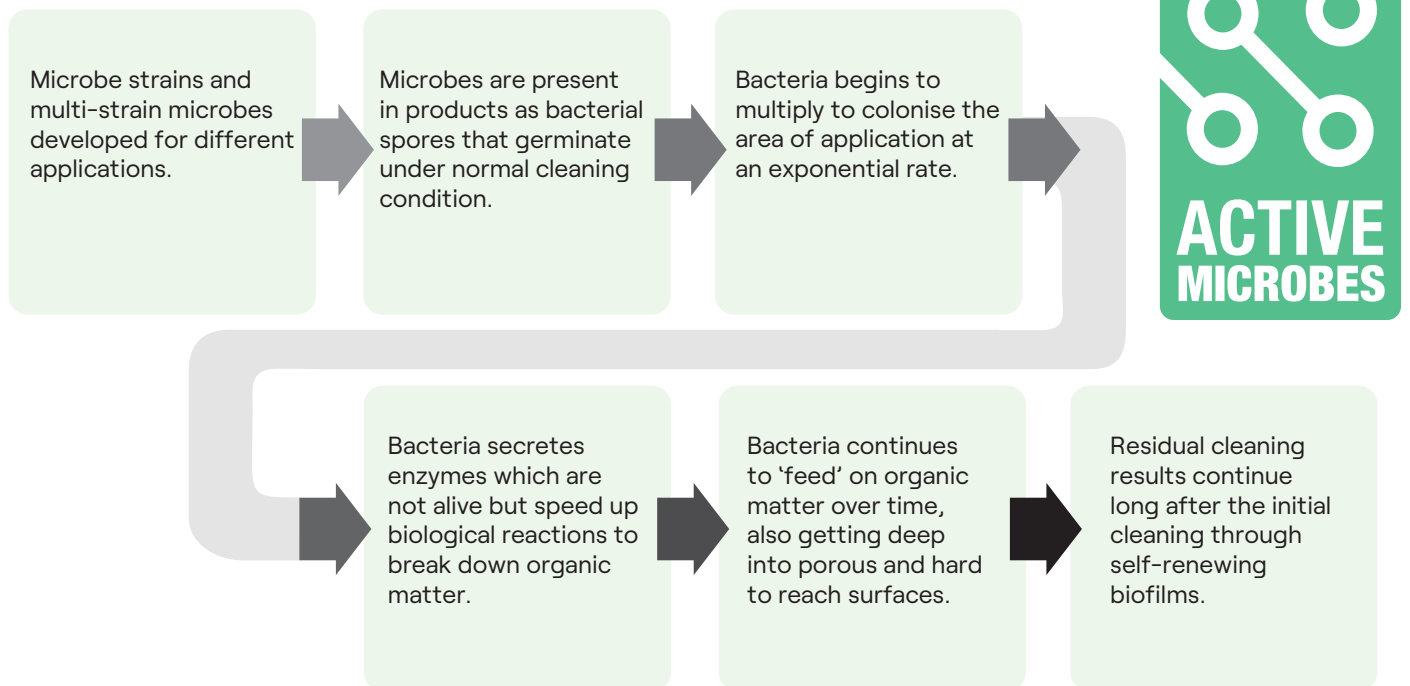 Microbe strains and
multi-strain microbes
developed for different
applications.
Microbes are present
in products as bacterial
spores that germinate
under normal cleaning
condition.
Bacteria begins to
multiply to colonise the
area of application at
an exponential rate.
ACTIVE
MICROBES
Bacteria secretes
enzymes which are
not alive but speed up
biological reactions to
break down organic
matter.
Bacteria continues
to ‘feed’ on organic
matter over time,
also getting deep
into porous and hard
to reach surfaces.
Residual cleaning
results continue
long after the initial
cleaning through
self-renewing
biofilms.